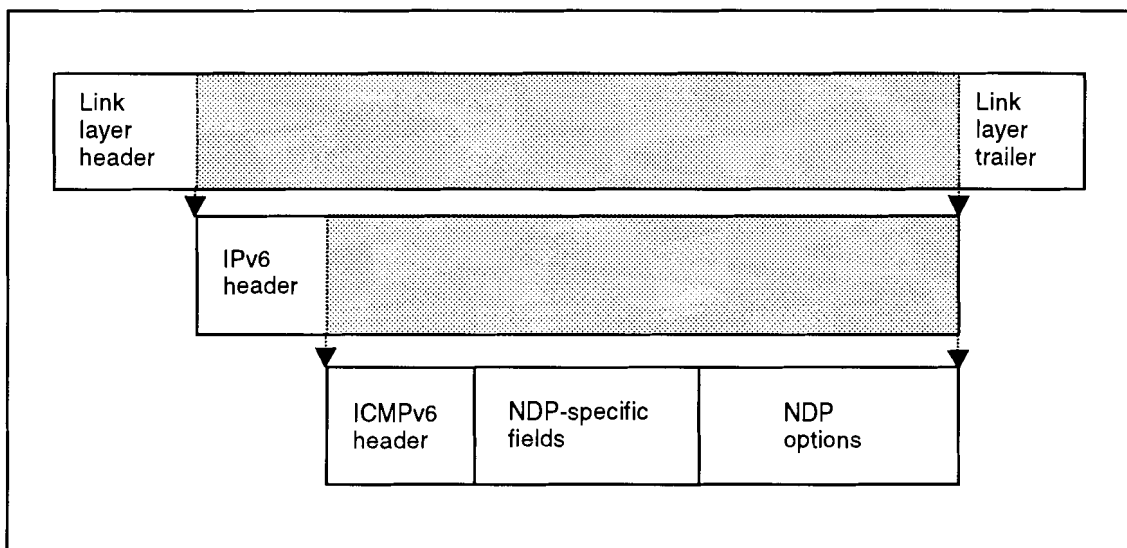 Link
layer
header
Link
layer
trailer
IPv6
header
ICMPv6
header
NDP-specific
fields
NDP
options